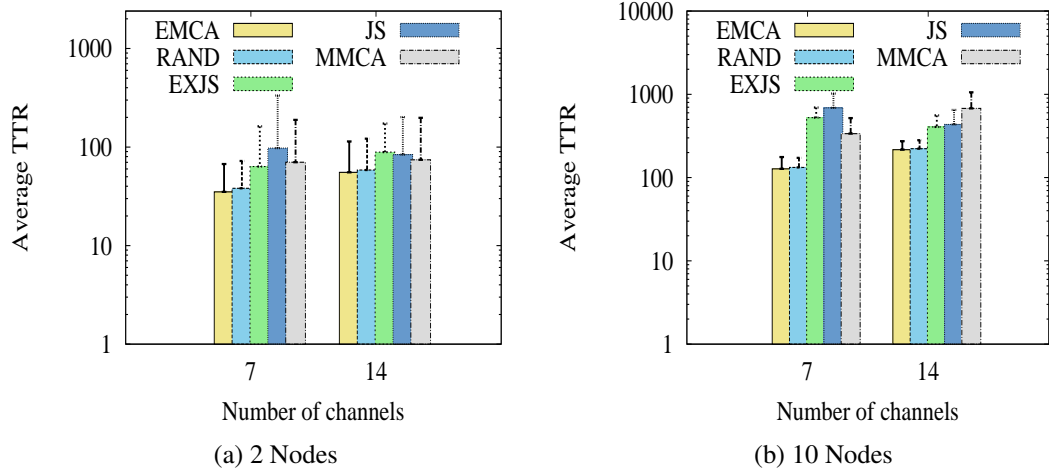 1000
100
10
1
Average TTR
EMCA
RAND
EXJS
JS
MMCA
7
14
Number of channels
(a) 2 Nodes
10000
1000
100
10
1
Average TTR
EMCA
RAND
EXJS
JS
MMCA
7
14
Number of channels
(b) 10 Nodes